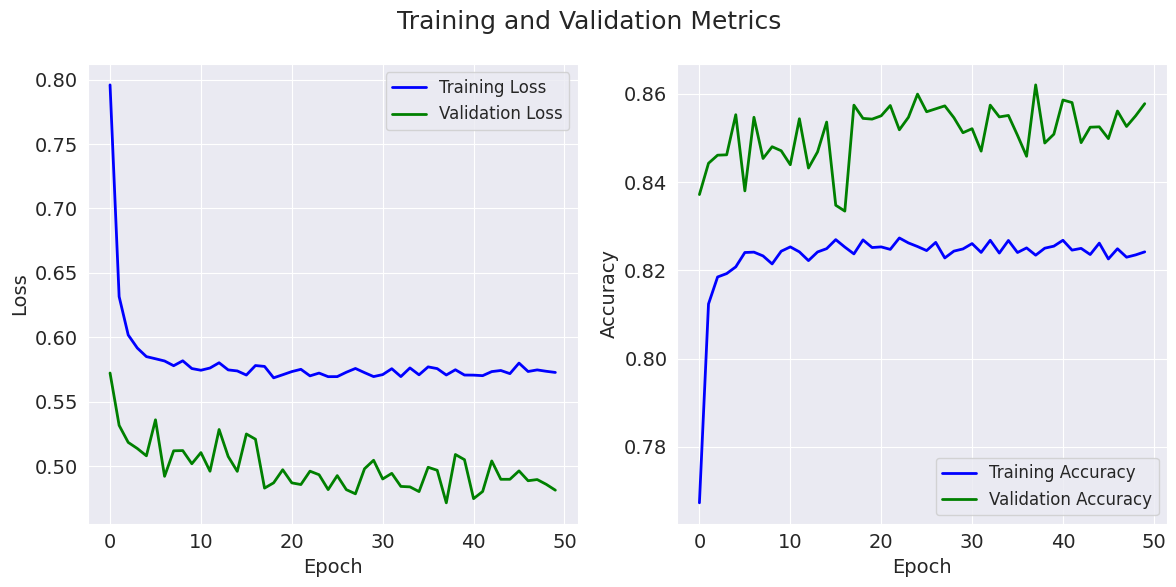 Training and Validation Metrics
Loss
0.80
0.75
0.70
0.65
0.60
0.55
0.50
Training Loss
Validation Loss
0 10 20 30 40 50
Epoch
Accuracy
0.86
0.84
0.82
0.80
0.78
Training Accuracy
Validation Accuracy
0 10 20 30 40 50
Epoch